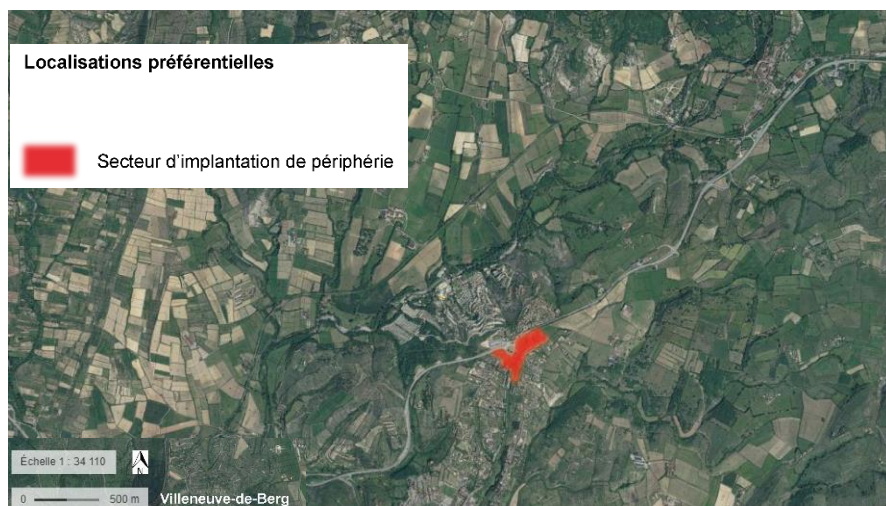 Localisations préférentielles
Secteur d'implantation de périphérie
Échelle 1 : 34 110
N
0 500 m
Villeneuve-de-Berg